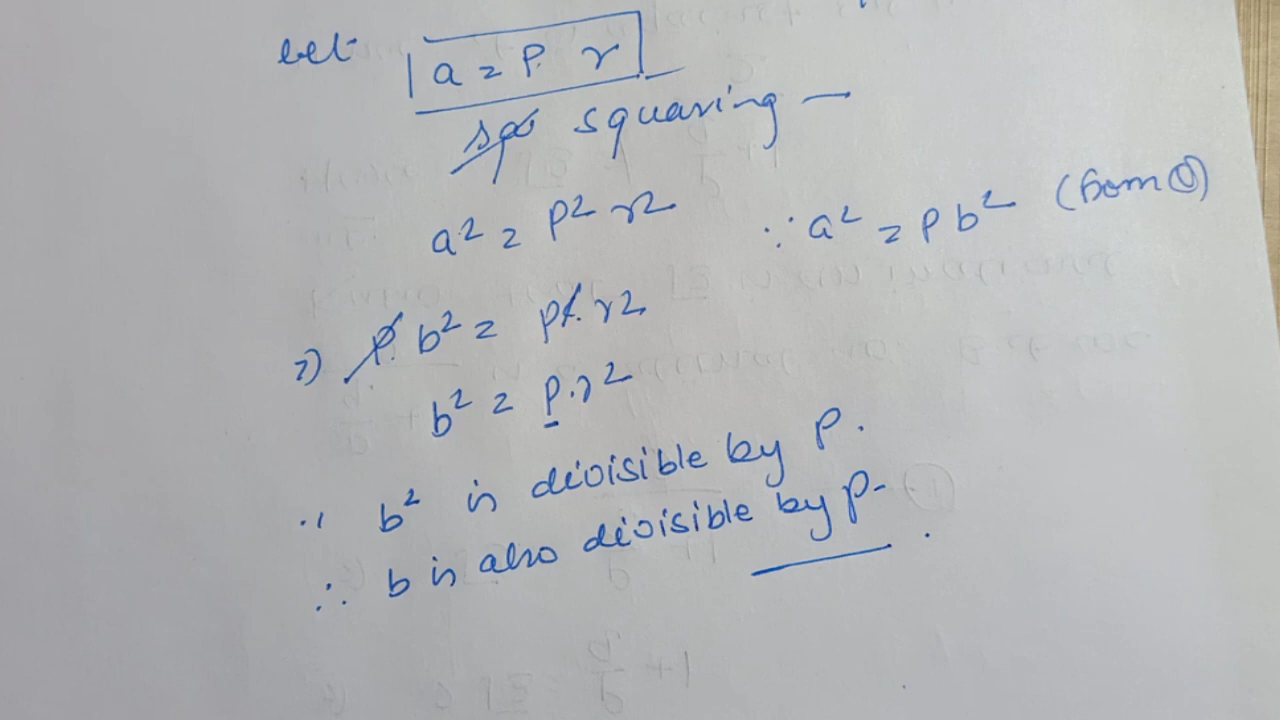 let a = P. r
squaring —
a² = p² r²    ∵ a² = p b² (from ①)
⇒) p. b² = p². r²
b² = p. r²
∵ b² is divisible by p.
∴ b is also divisible by p.